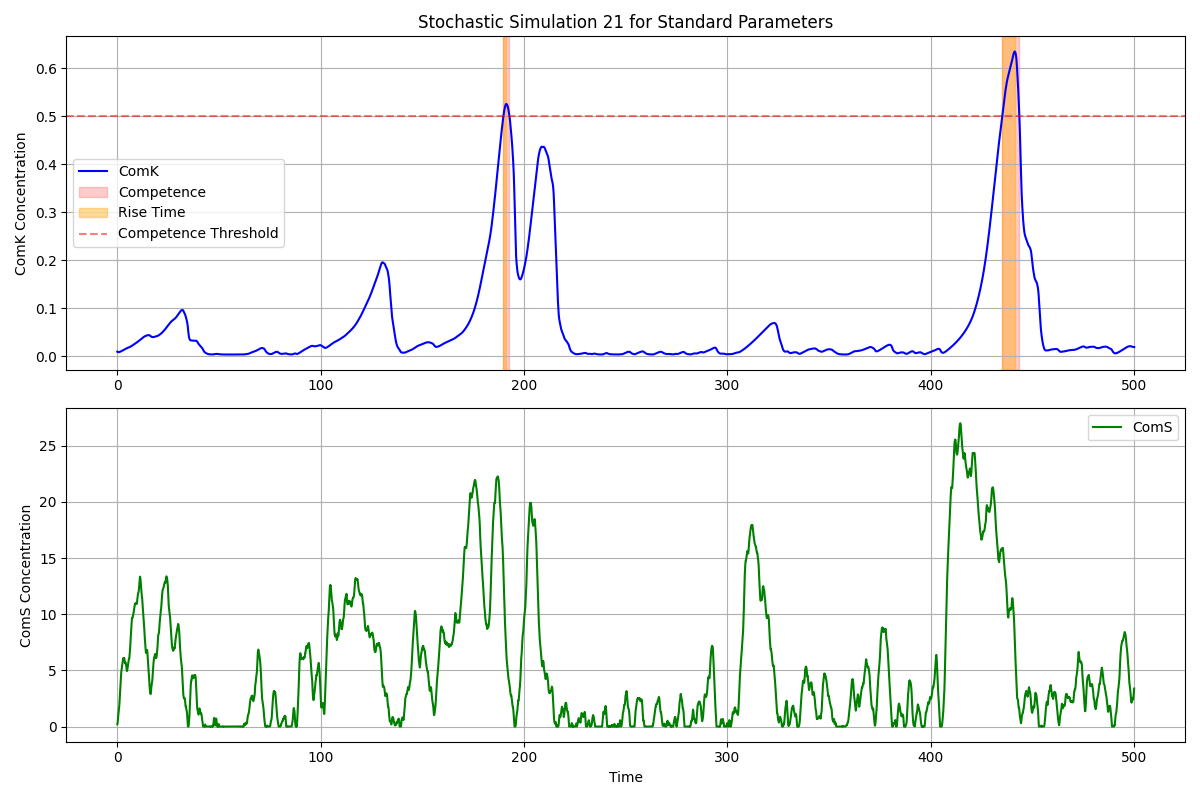 Stochastic Simulation 21 for Standard Parameters
ComK Concentration
0.6
0.5
0.4
0.3
0.2
0.1
0.0
ComK
Competence
Rise Time
Competence Threshold
0 100 200 300 400 500
ComS Concentration
25
20
15
10
5
0
ComS
0 100 200 300 400 500
Time